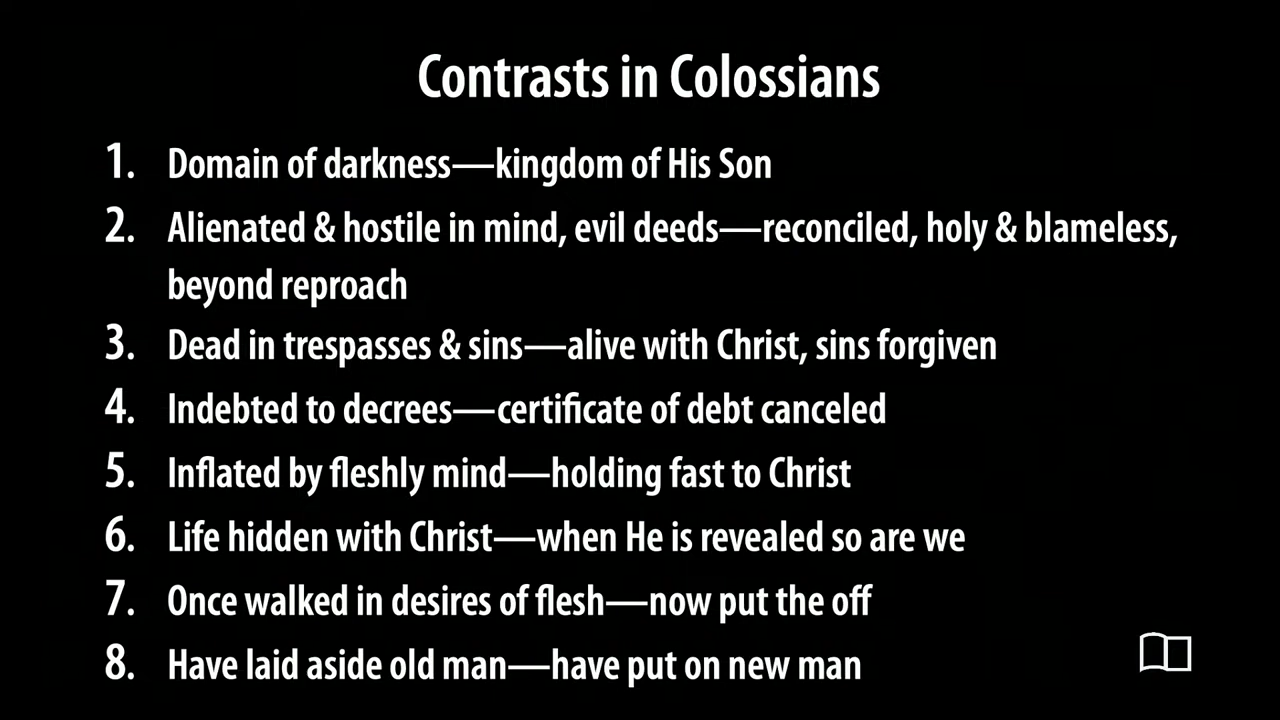 Contrasts in Colossians
1. Domain of darkness—kingdom of His Son
2. Alienated & hostile in mind, evil deeds—reconciled, holy & blameless,
beyond reproach
3. Dead in trespasses & sins—alive with Christ, sins forgiven
4. Indebted to decrees—certificate of debt canceled
5. Inflated by fleshly mind—holding fast to Christ
6. Life hidden with Christ—when He is revealed so are we
7. Once walked in desires of flesh—now put the off
8. Have laid aside old man—have put on new man